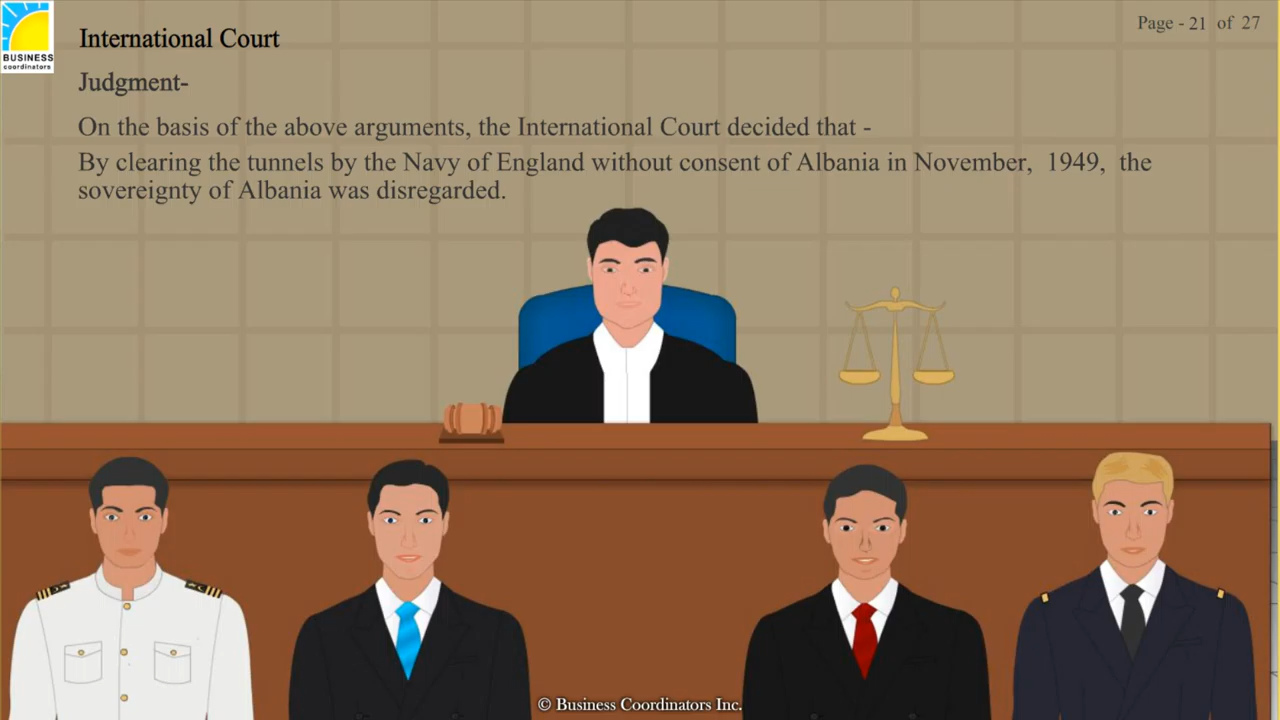 Page - 21 of 27
BUSINESS
coordinators
International Court
Judgment-
On the basis of the above arguments, the International Court decided that -
By clearing the tunnels by the Navy of England without consent of Albania in November, 1949, the
sovereignty of Albania was disregarded.
© Business Coordinators Inc.